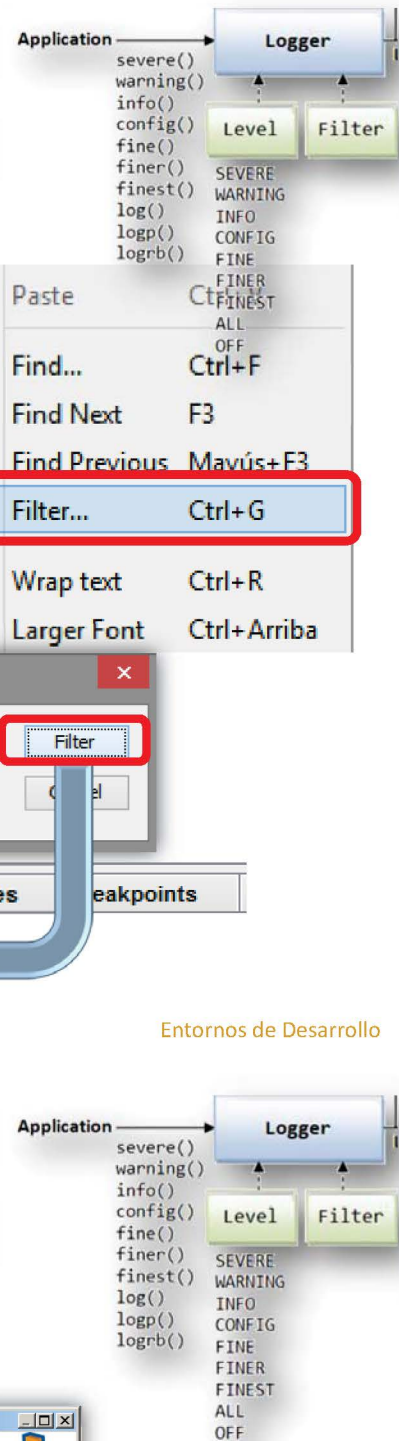 Application
Logger
severe()
warning()
info()
config()
fine()
finer()
finest()
log()
logp()
logrb()
Level
Filter
SEVERE
WARNING
INFO
CONFIG
FINE
FINER
FINEST
ALL
OFF
Paste
Find... Ctrl+F
Find Next F3
Find Previous Mayús+F3
Filter... Ctrl+G
Wrap text Ctrl+R
Larger Font Ctrl+Arriba
Filter
Entornos de Desarrollo
Application
Logger
severe()
warning()
info()
config()
fine()
finer()
finest()
log()
logp()
logrb()
Level
Filter
SEVERE
WARNING
INFO
CONFIG
FINE
FINER
FINEST
ALL
OFF